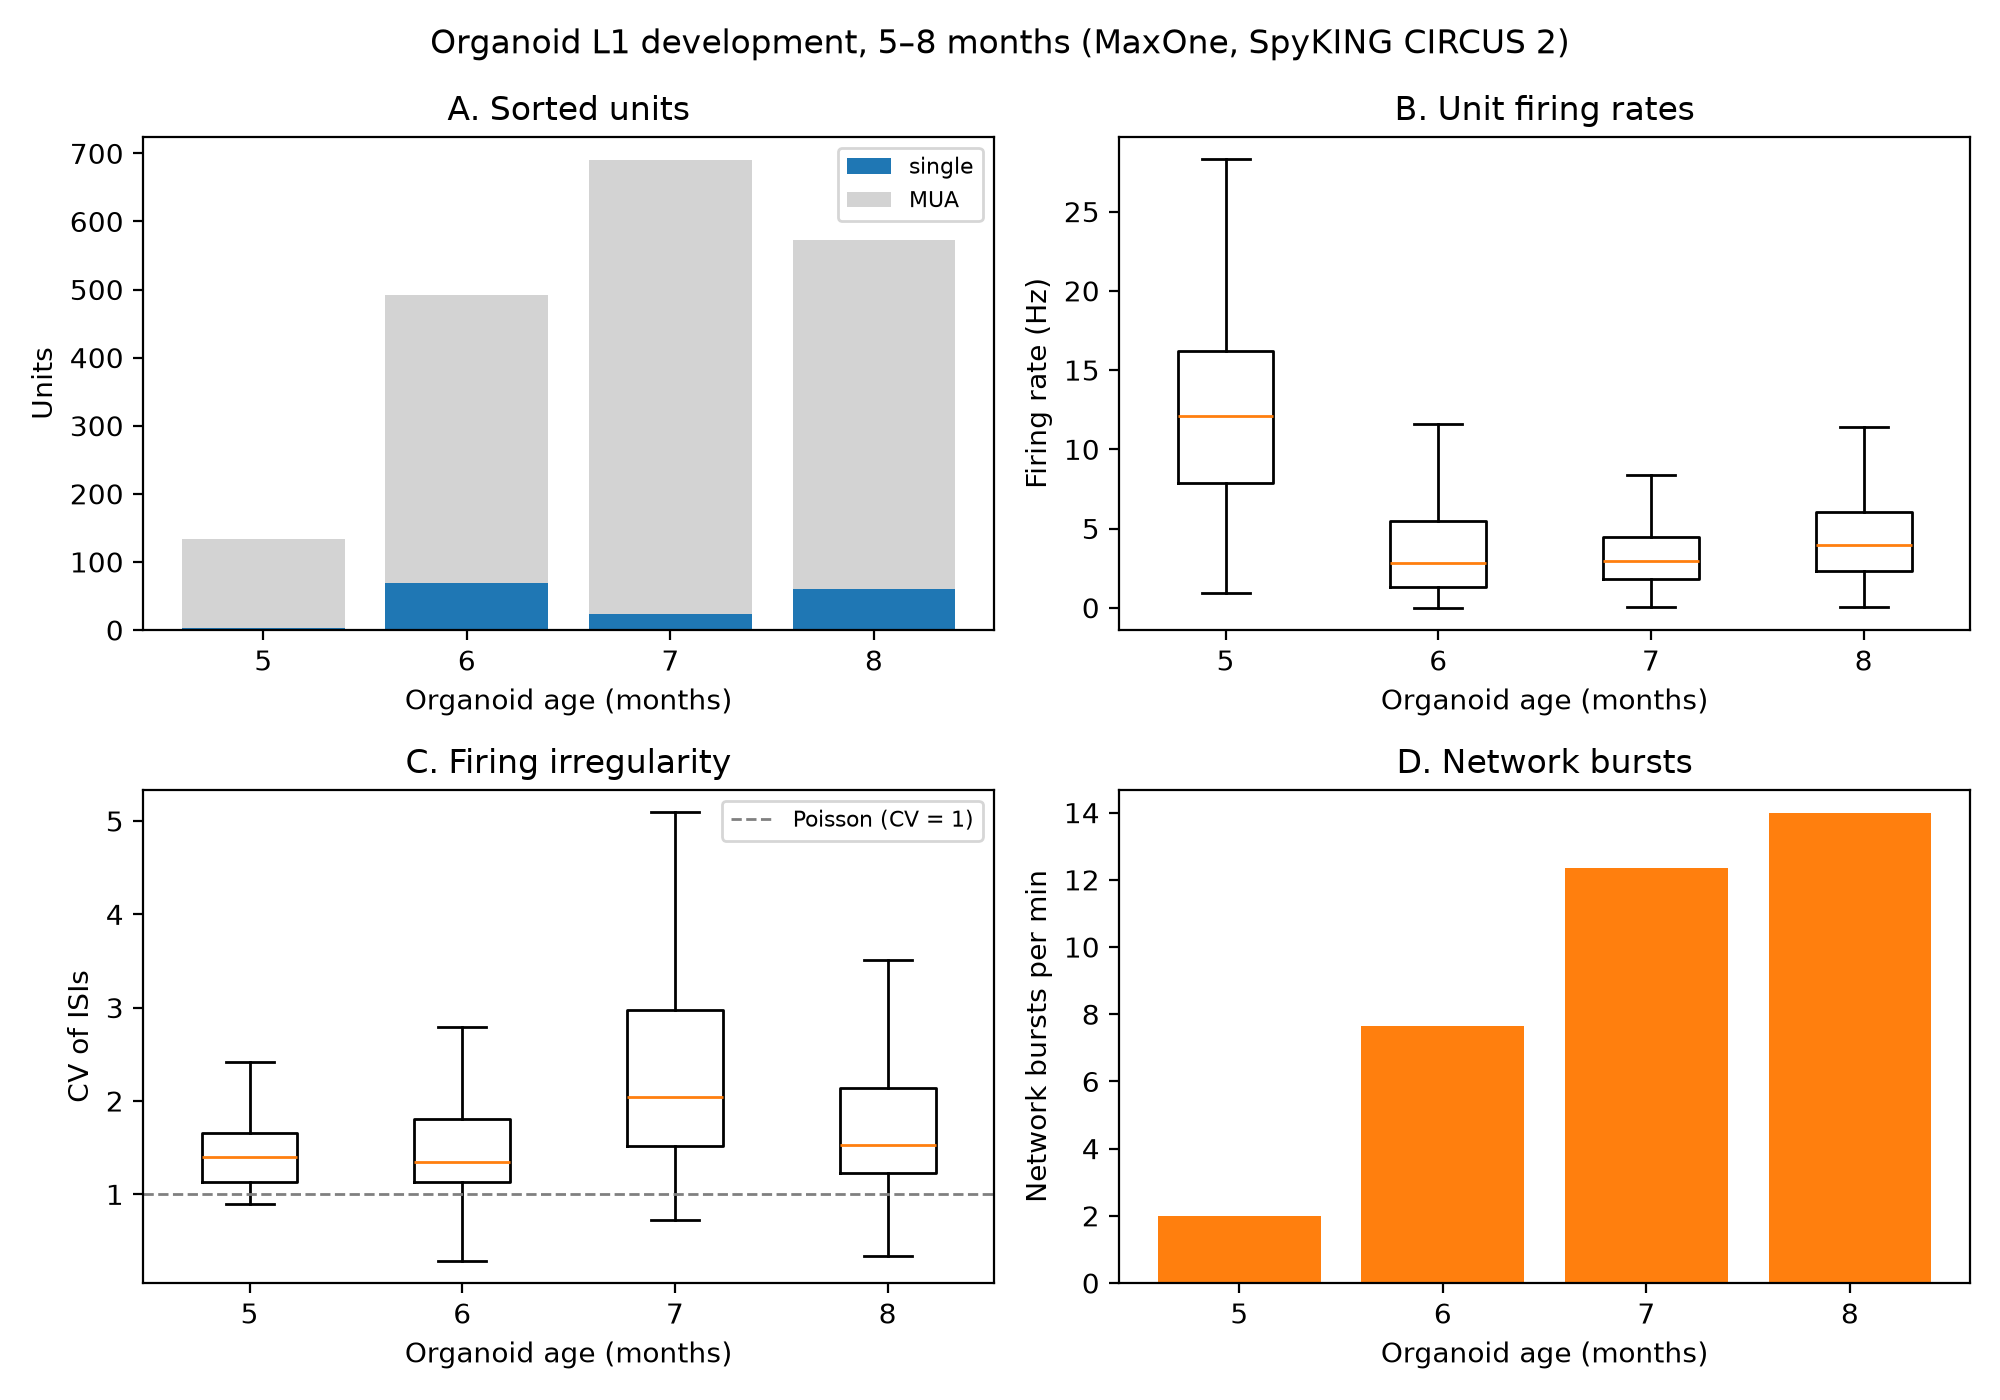 Organoid L1 development, 5–8 months (MaxOne, SpyKING CIRCUS 2)
A. Sorted units
700
600
500
400
300
200
100
0
Units
single
MUA
5 6 7 8
Organoid age (months)
B. Unit firing rates
25
20
15
10
5
0
Firing rate (Hz)
5 6 7 8
Organoid age (months)
C. Firing irregularity
5
4
3
2
1
CV of ISIs
Poisson (CV = 1)
5 6 7 8
Organoid age (months)
D. Network bursts
14
12
10
8
6
4
2
0
Network bursts per min
5 6 7 8
Organoid age (months)